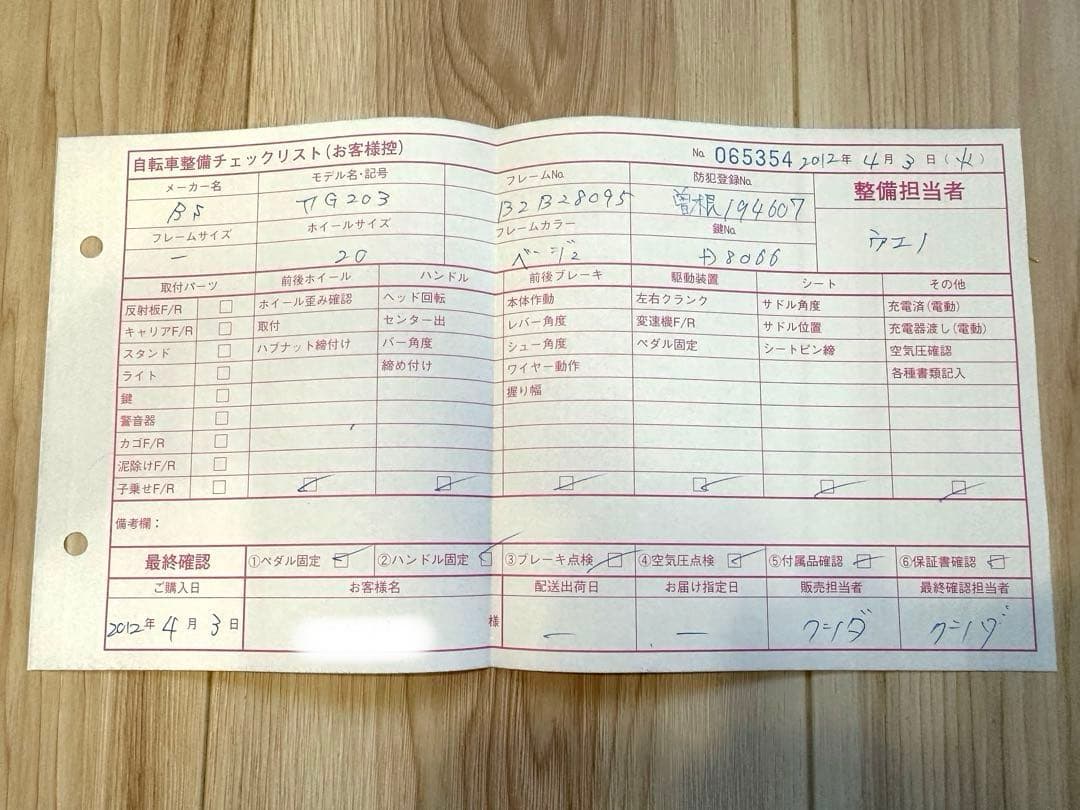 自転車整備チェックリスト(お客様控)
No. 065354 2012年 4月 3日(火)
メーカー名 モデル名・記号 フレームNo. 防犯登録No. 整備担当者
BS G203 B2B28095 曽根194607
フレームサイズ ホイールサイズ フレームカラー 鍵No. ウエノ
ー 20 ベージュ D8066
取付パーツ 前後ホイール ハンドル 前後ブレーキ 駆動装置 シート その他
反射板F/R □ ホイール歪み確認 ヘッド回転 本体作動 左右クランク サドル角度 充電済(電動)
キャリアF/R □ 取付 センター出 レバー角度 変速機F/R サドル位置 充電器渡し(電動)
スタンド □ ハブナット締付け バー角度 シュー角度 ペダル固定 シートピン締 空気圧確認
ライト □ 締め付け ワイヤー動作 各種書類記入
鍵 □ 握り幅
警音器 □
カゴF/R □
泥除けF/R □
子乗せF/R □ ☑ ☑ ☑ ☑ ☑ ☑
備考欄:
最終確認 ①ペダル固定 ☑ ②ハンドル固定 ☑ ③ブレーキ点検 ☑ ④空気圧点検 ☑ ⑤付属品確認 ☑ ⑥保証書確認 ☑
ご購入日 お客様名 配送出荷日 お届け指定日 販売担当者 最終確認担当者
2012年 4月 3日 様 ー ー クニイダ クニイダ